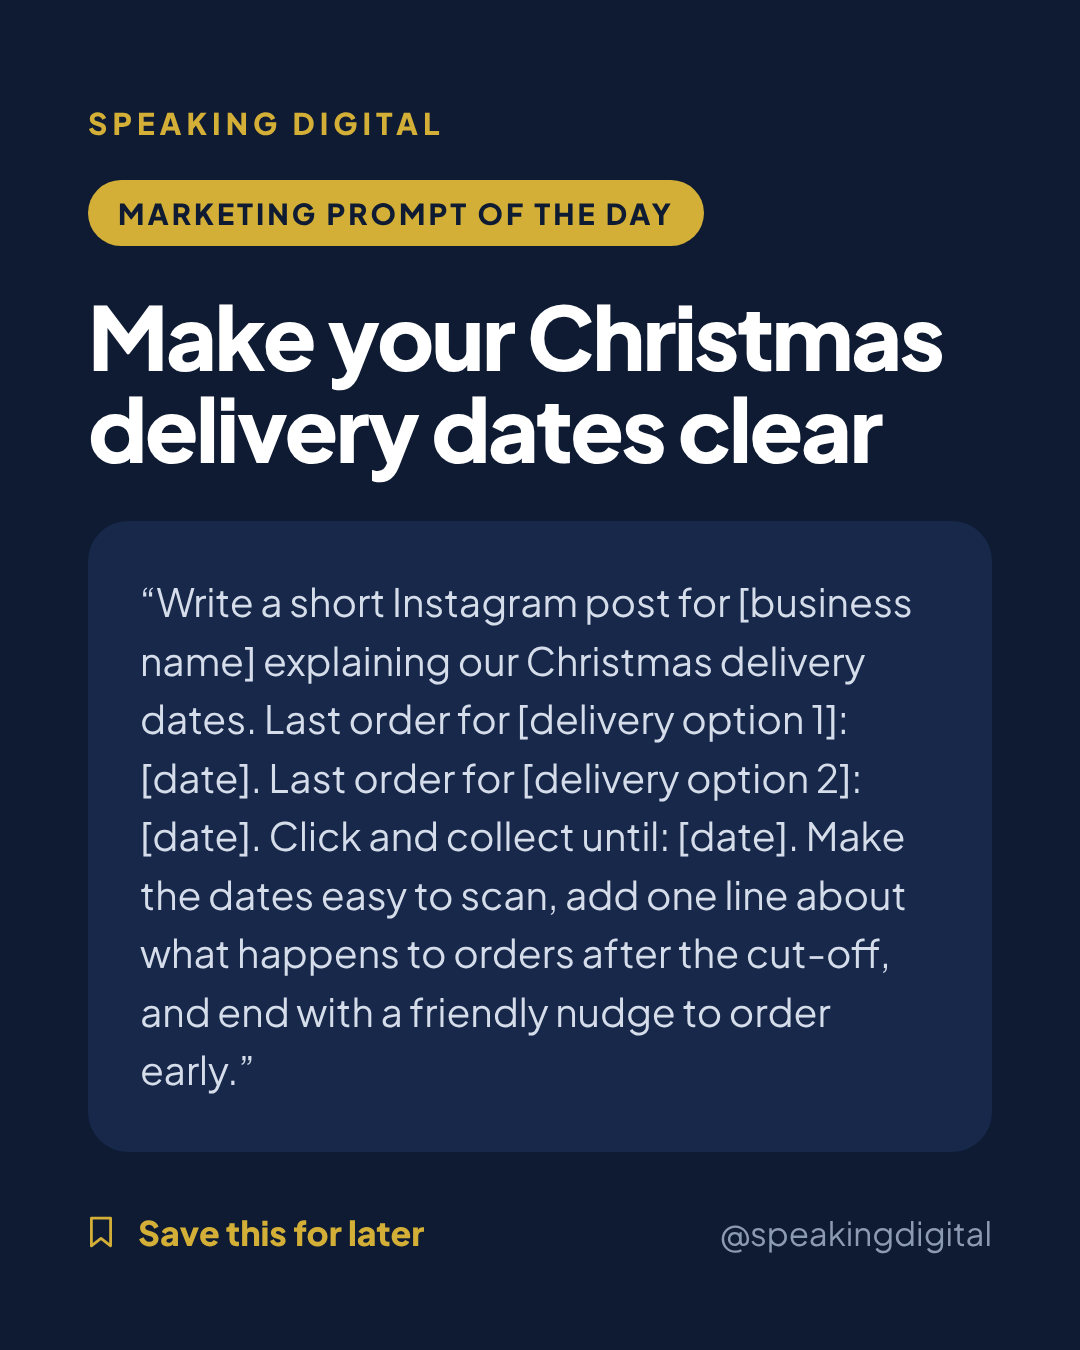 SPEAKING DIGITAL
MARKETING PROMPT OF THE DAY
Make your Christmas
delivery dates clear
“Write a short Instagram post for [business
name] explaining our Christmas delivery
dates. Last order for [delivery option 1]:
[date]. Last order for [delivery option 2]:
[date]. Click and collect until: [date]. Make
the dates easy to scan, add one line about
what happens to orders after the cut-off,
and end with a friendly nudge to order
early.”
Save this for later
@speakingdigital